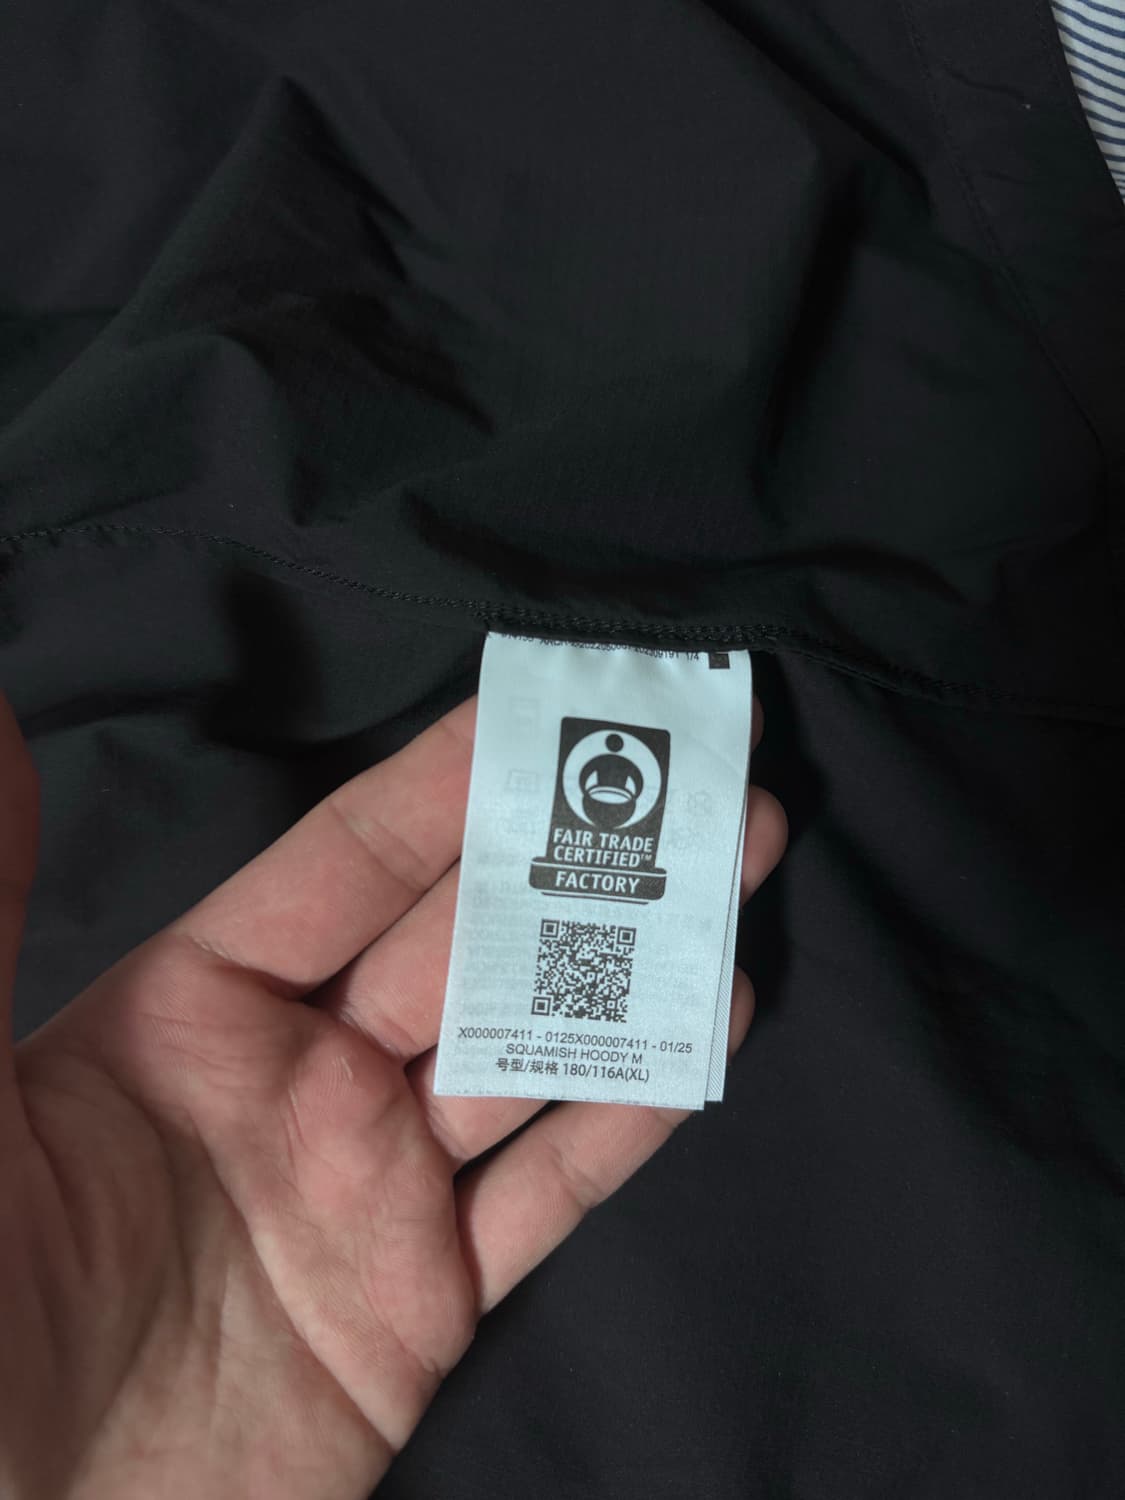 FAIR TRADE
CERTIFIED™
FACTORY
X000007411 - 0125X000007411 - 01/25
SQUAMISH HOODY M
号型/规格 180/116A(XL)